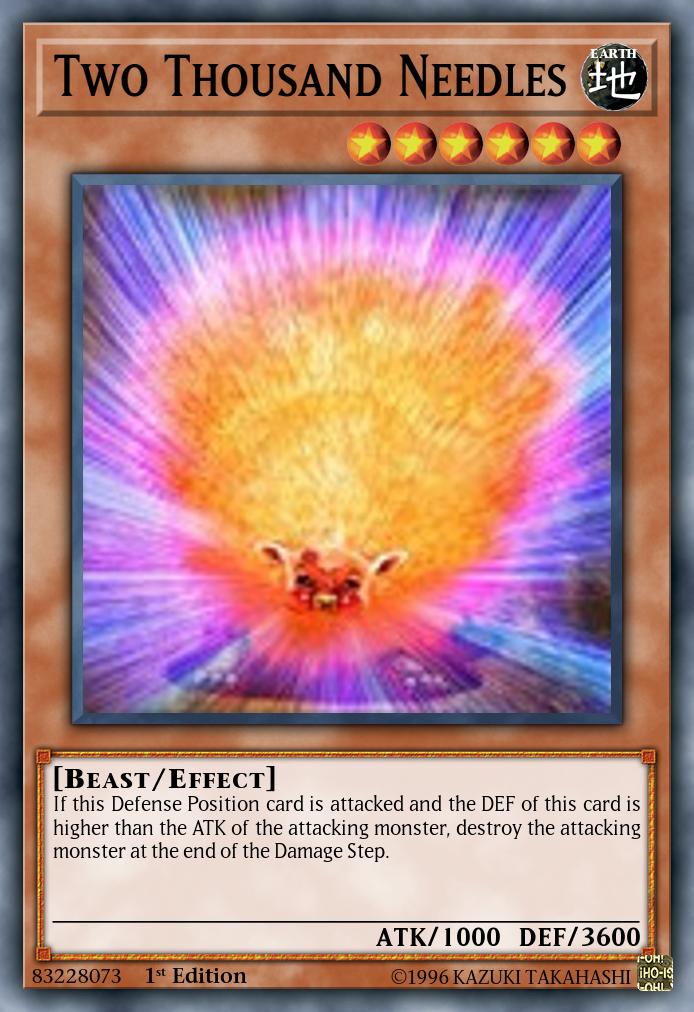 Two Thousand Needles
EARTH
地
[Beast/Effect]
If this Defense Position card is attacked and the DEF of this card is
higher than the ATK of the attacking monster, destroy the attacking
monster at the end of the Damage Step.
ATK/1000 DEF/3600
83228073 1st Edition ©1996 KAZUKI TAKAHASHI